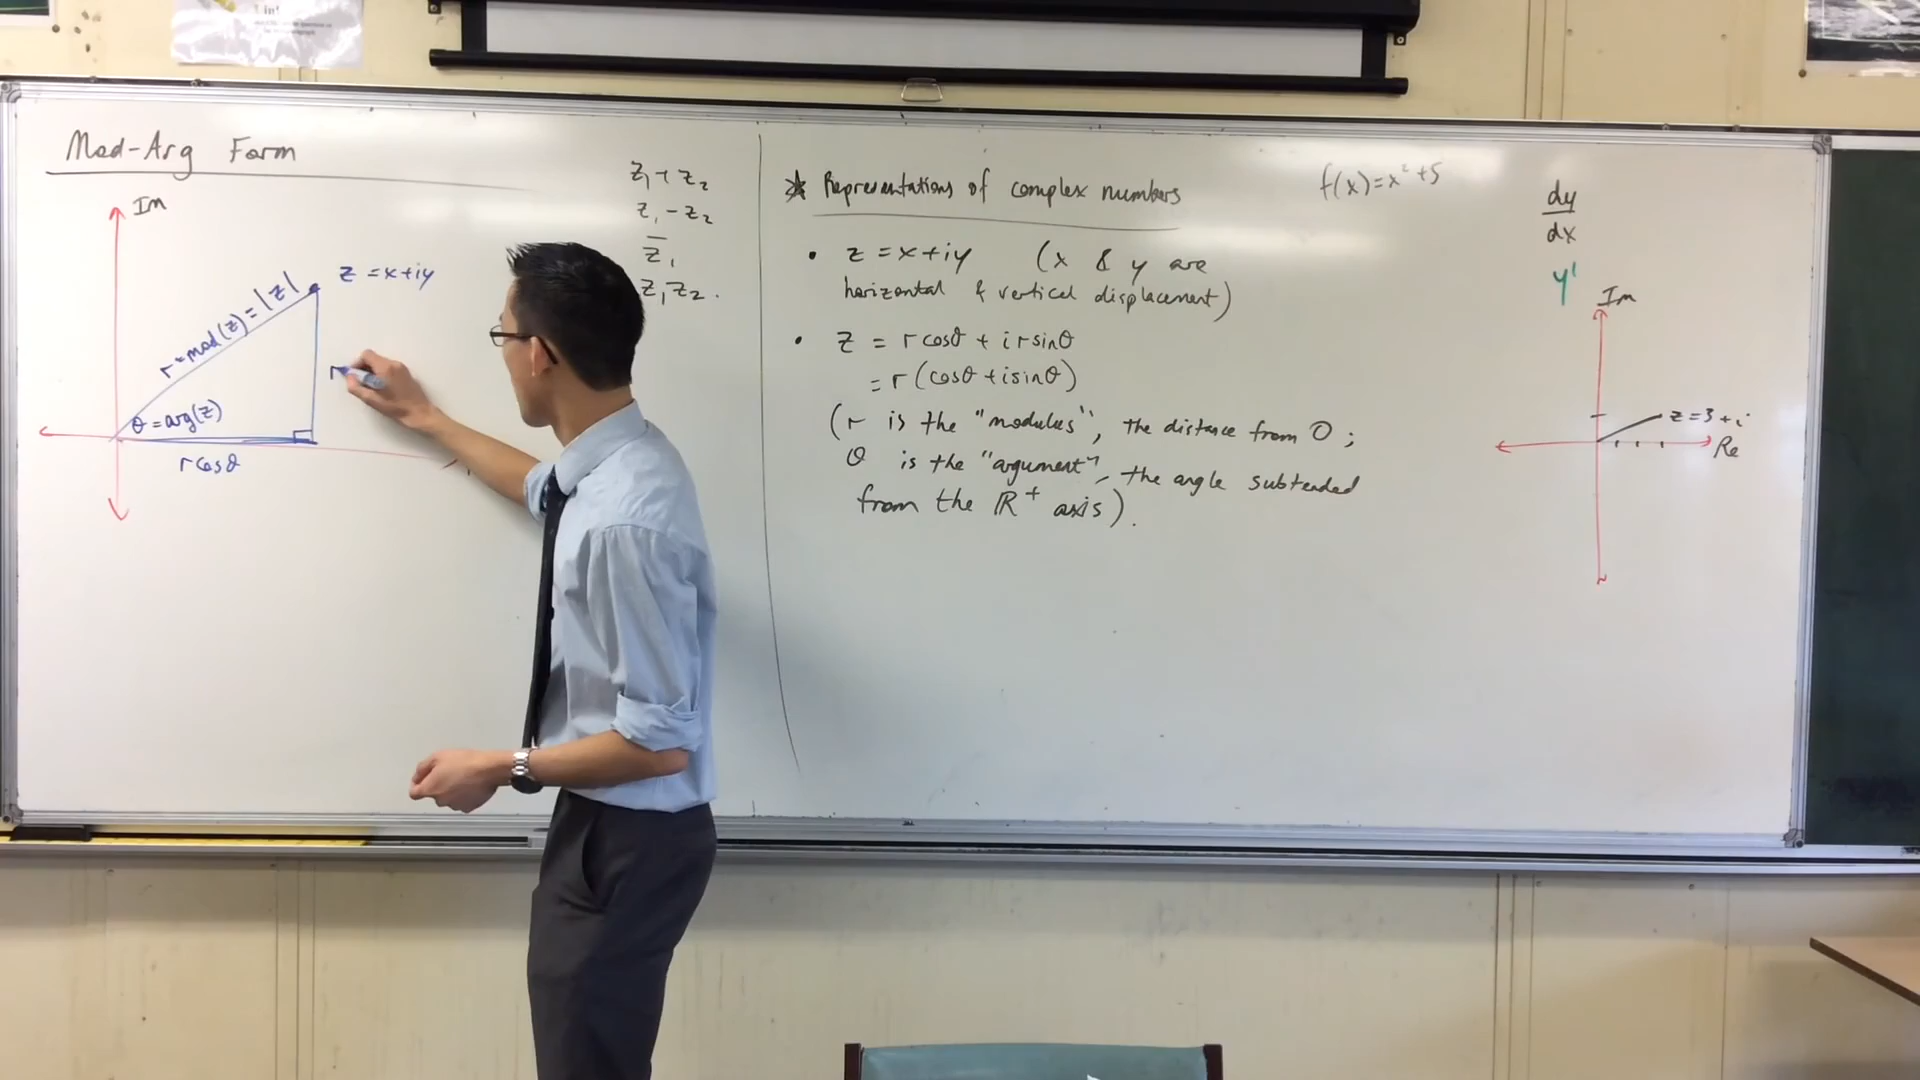 Mod-Arg Form
Im
z = x+iy
r = mod(z) = |z|
r
θ = arg(z)
r cosθ
z₁ + z₂
z₁ - z₂
z̅₁
z₁z₂.
★ Representations of complex numbers
• z = x+iy (x & y are
horizontal & vertical displacement)
• z = r cosθ + i r sinθ
= r (cosθ + i sinθ)
(r is the "modulus", the distance from O;
θ is the "argument", the angle subtended
from the ℝ⁺ axis).
f(x) = x² + 5
dy
dx
y'
Im
z = 3 + i
Re